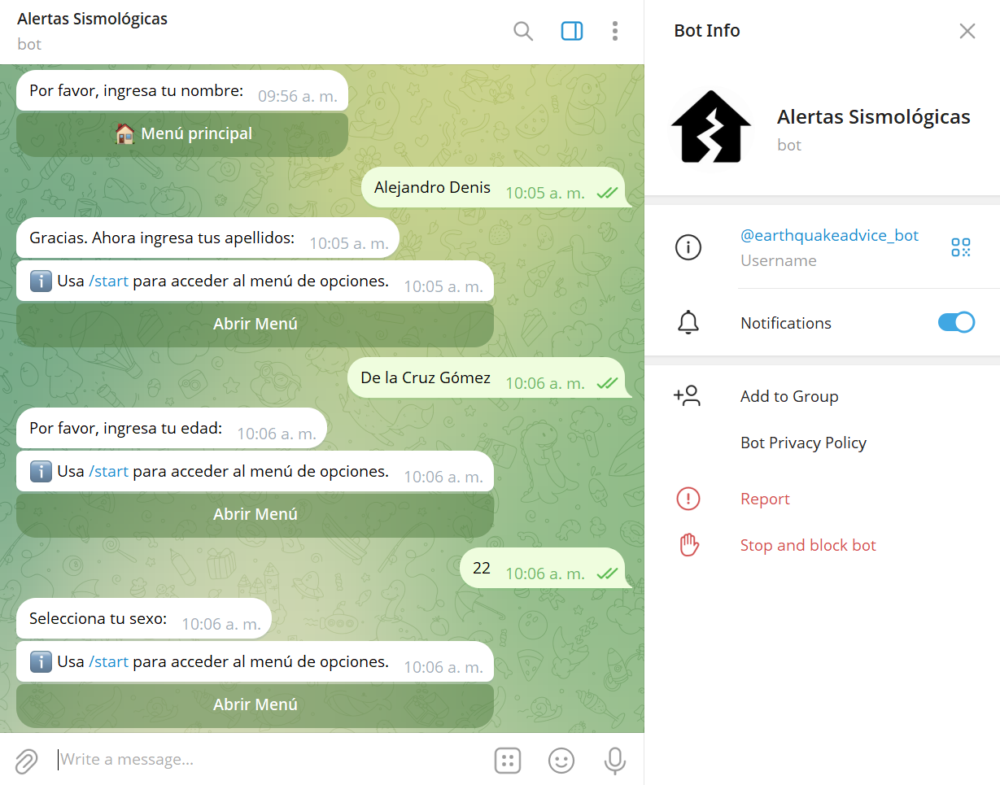 Alertas Sismológicas
bot
Por favor, ingresa tu nombre: 09:56 a. m.
🏠 Menú principal
Alejandro Denis 10:05 a. m.
Gracias. Ahora ingresa tus apellidos: 10:05 a. m.
ℹ️ Usa /start para acceder al menú de opciones. 10:05 a. m.
Abrir Menú
De la Cruz Gómez 10:06 a. m.
Por favor, ingresa tu edad: 10:06 a. m.
ℹ️ Usa /start para acceder al menú de opciones. 10:06 a. m.
Abrir Menú
22 10:06 a. m.
Selecciona tu sexo: 10:06 a. m.
ℹ️ Usa /start para acceder al menú de opciones. 10:06 a. m.
Abrir Menú
Write a message...
Bot Info
Alertas Sismológicas
bot
@earthquakeadvice_bot
Username
Notifications
Add to Group
Bot Privacy Policy
Report
Stop and block bot